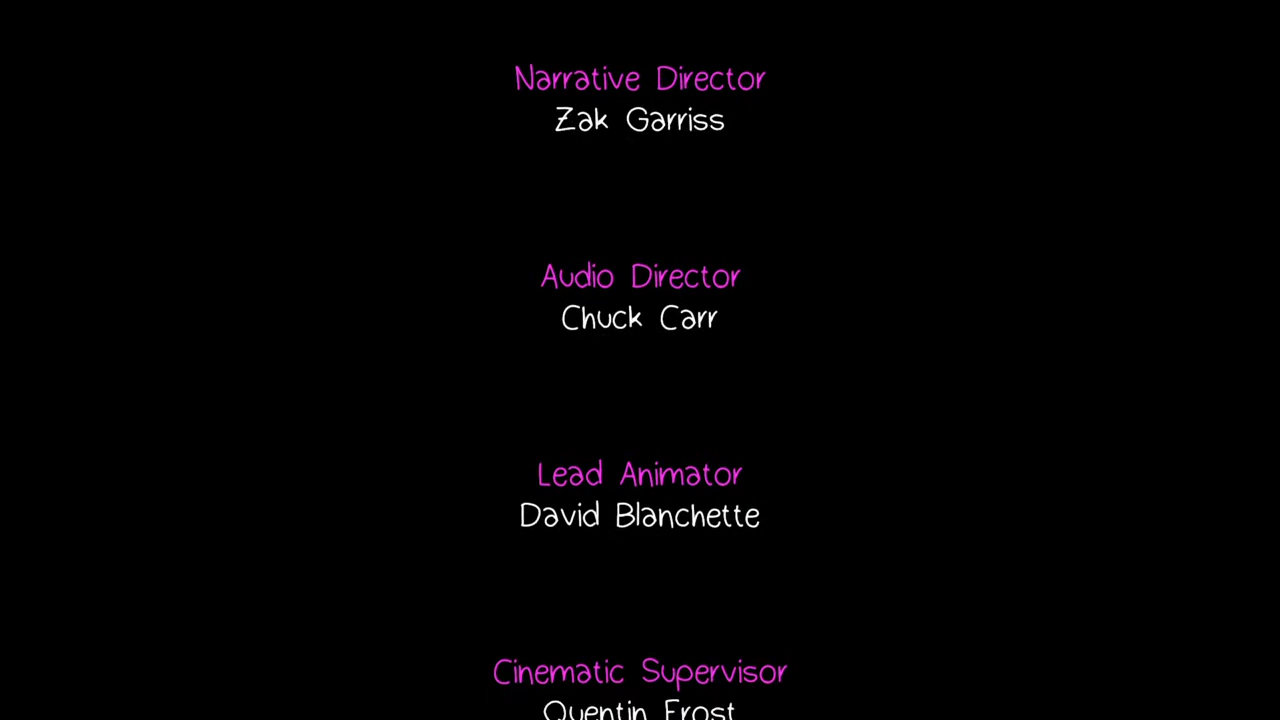 Narrative Director
Zak Garriss
Audio Director
Chuck Carr
Lead Animator
David Blanchette
Cinematic Supervisor
Quentin Frost